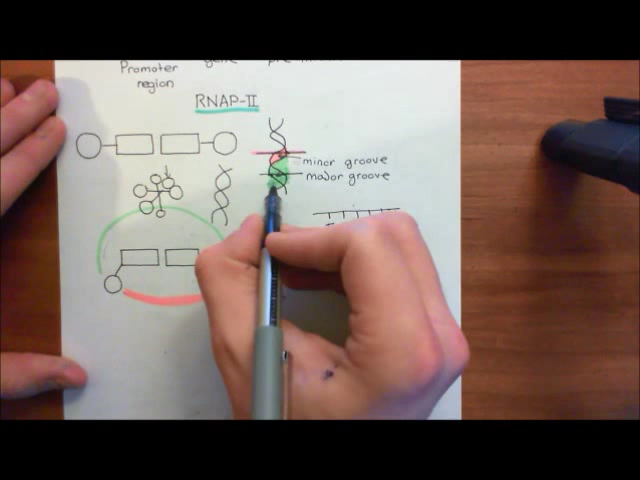 Promoter
region
RNAP-II
minor groove
major groove